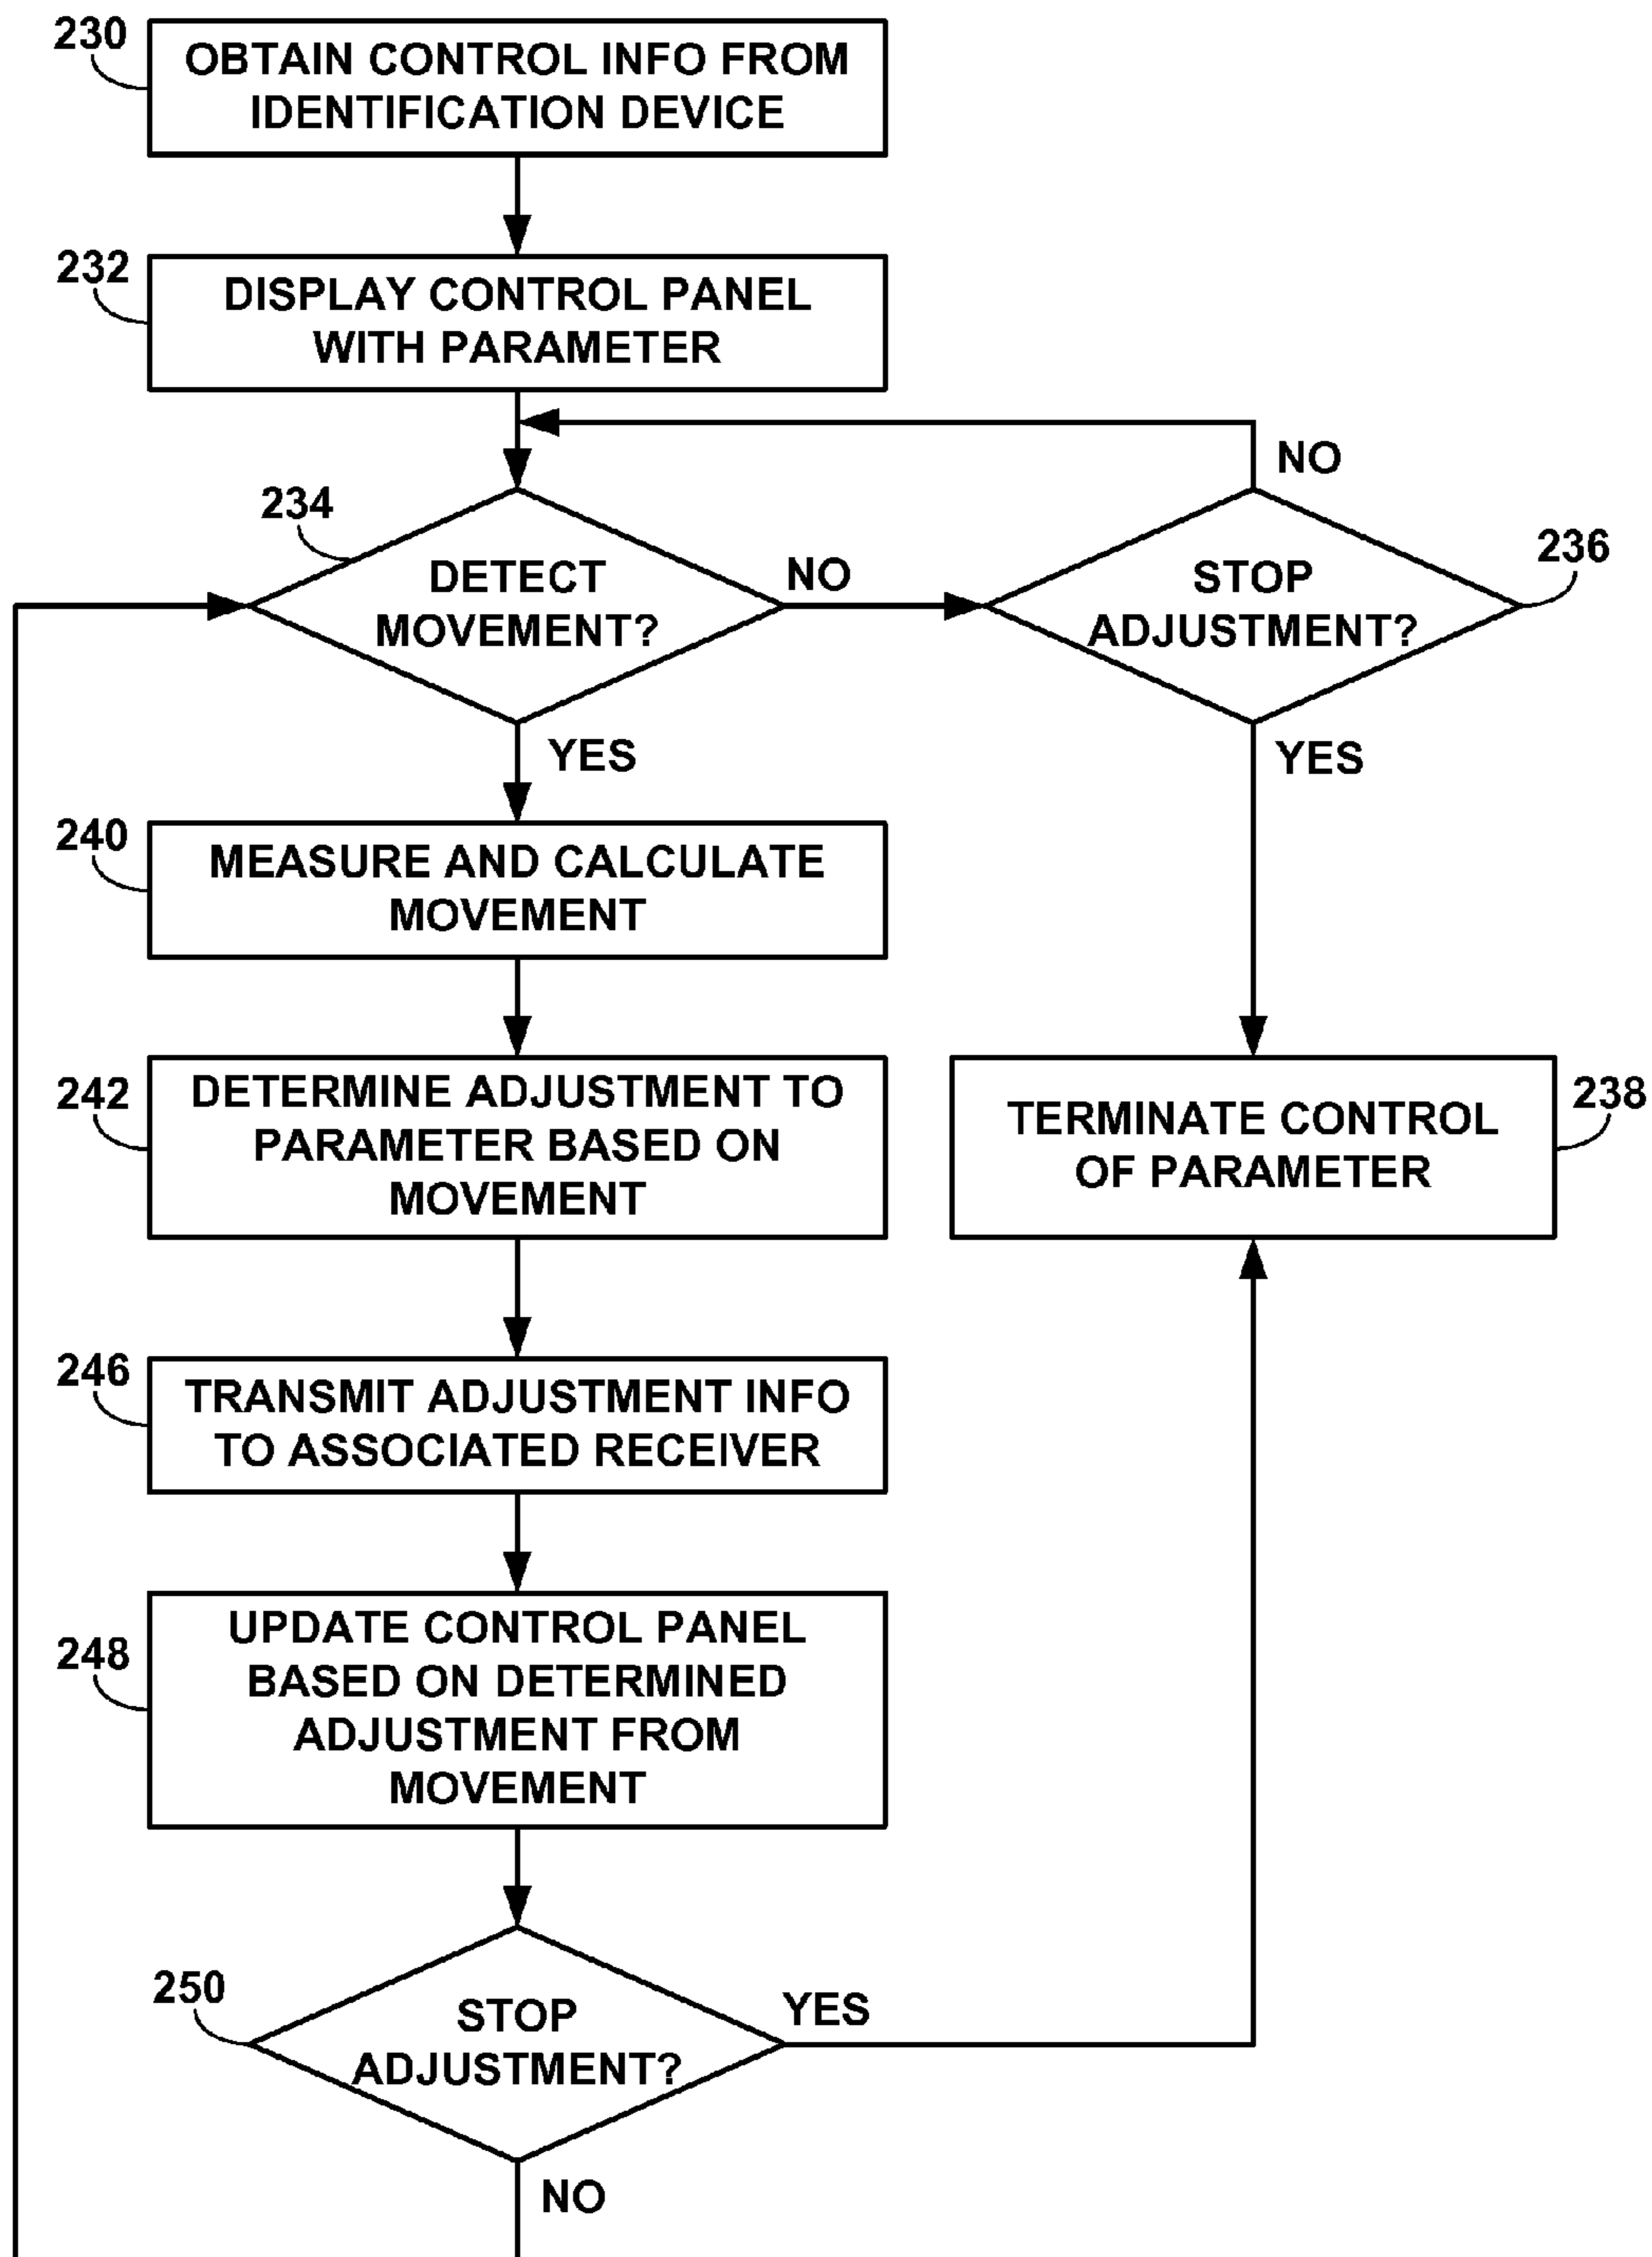 230
OBTAIN CONTROL INFO FROM
IDENTIFICATION DEVICE
232
DISPLAY CONTROL PANEL
WITH PARAMETER
NO
234
DETECT
MOVEMENT?
NO
STOP
ADJUSTMENT?
236
YES
YES
240
MEASURE AND CALCULATE
MOVEMENT
242
DETERMINE ADJUSTMENT TO
PARAMETER BASED ON
MOVEMENT
TERMINATE CONTROL
OF PARAMETER
238
246
TRANSMIT ADJUSTMENT INFO
TO ASSOCIATED RECEIVER
248
UPDATE CONTROL PANEL
BASED ON DETERMINED
ADJUSTMENT FROM
MOVEMENT
250
STOP
ADJUSTMENT?
YES
NO